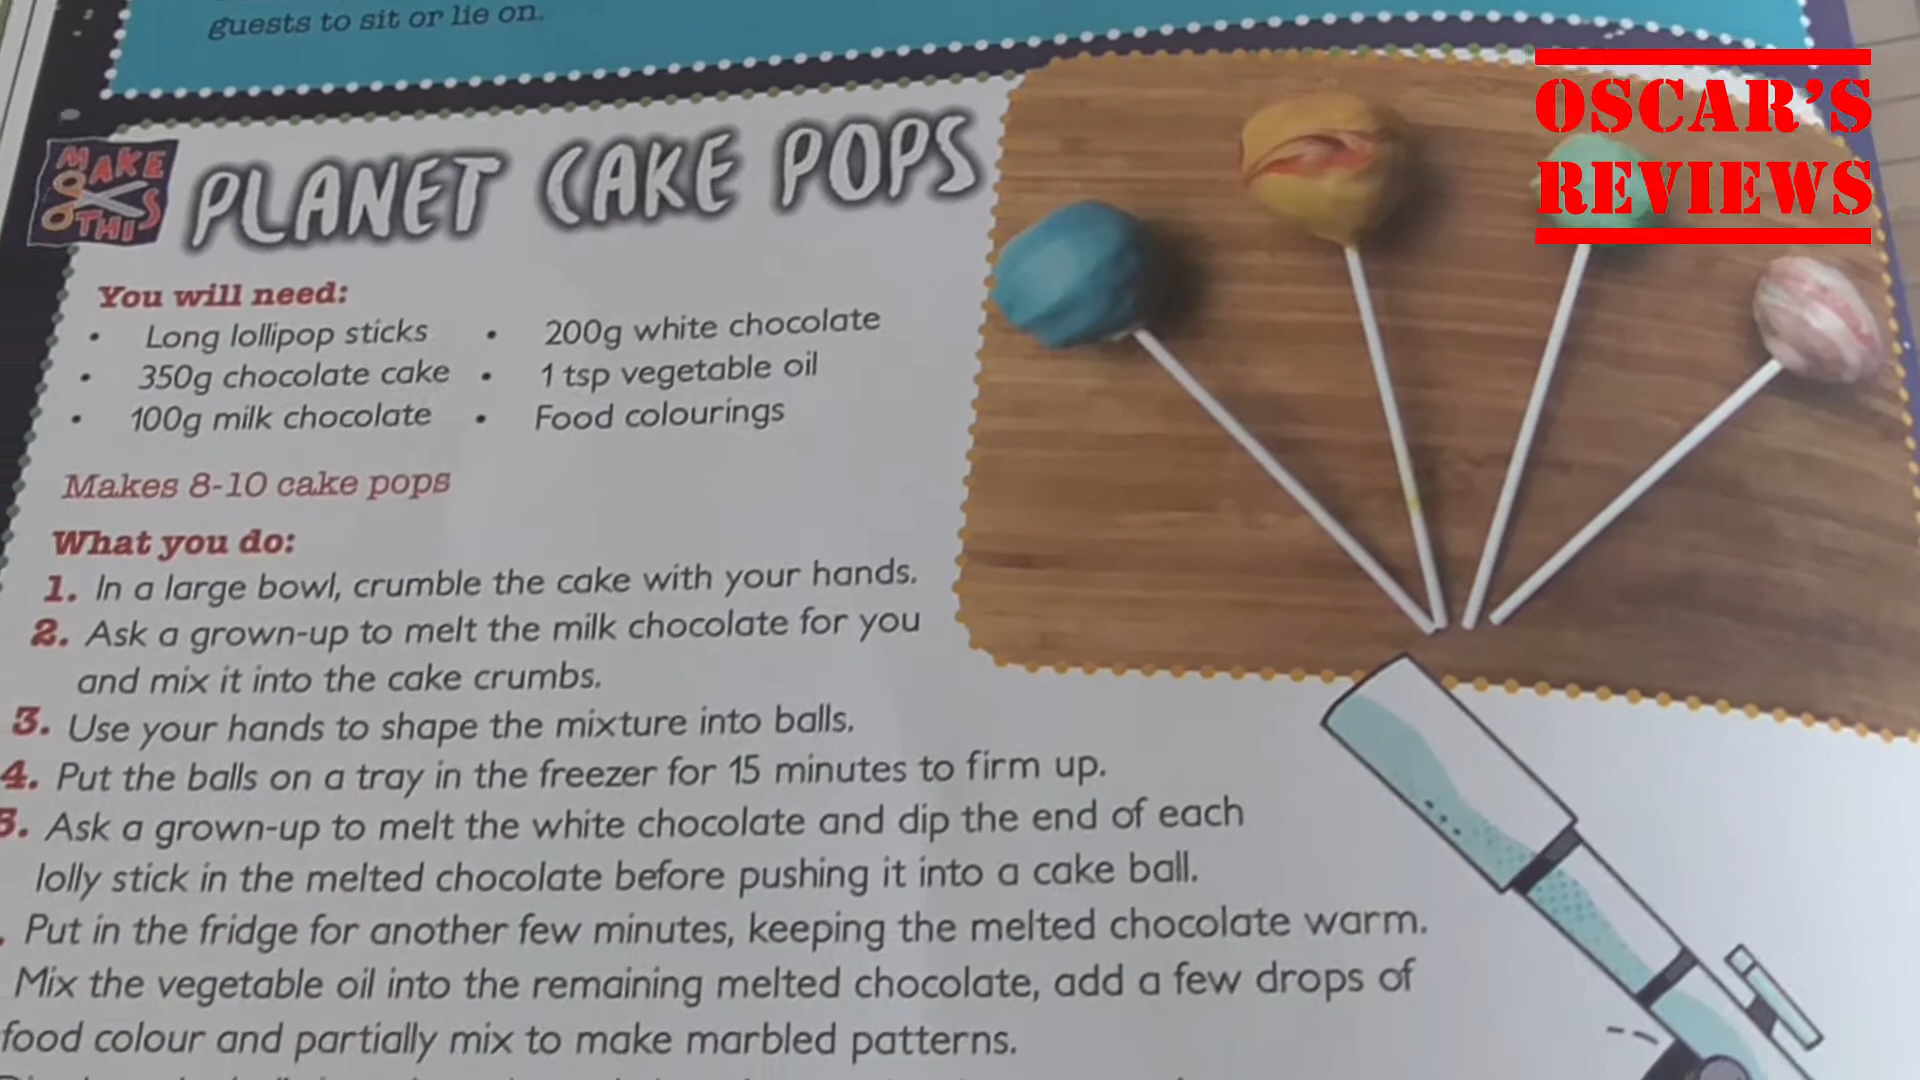 guests to sit or lie on.
OSCAR'S
REVIEWS
MAKE
THIS
PLANET CAKE POPS
You will need:
• Long lollipop sticks
• 350g chocolate cake
• 100g milk chocolate
• 200g white chocolate
• 1 tsp vegetable oil
• Food colourings
Makes 8-10 cake pops
What you do:
1. In a large bowl, crumble the cake with your hands.
2. Ask a grown-up to melt the milk chocolate for you
and mix it into the cake crumbs.
3. Use your hands to shape the mixture into balls.
4. Put the balls on a tray in the freezer for 15 minutes to firm up.
5. Ask a grown-up to melt the white chocolate and dip the end of each
lolly stick in the melted chocolate before pushing it into a cake ball.
Put in the fridge for another few minutes, keeping the melted chocolate warm.
Mix the vegetable oil into the remaining melted chocolate, add a few drops of
food colour and partially mix to make marbled patterns.